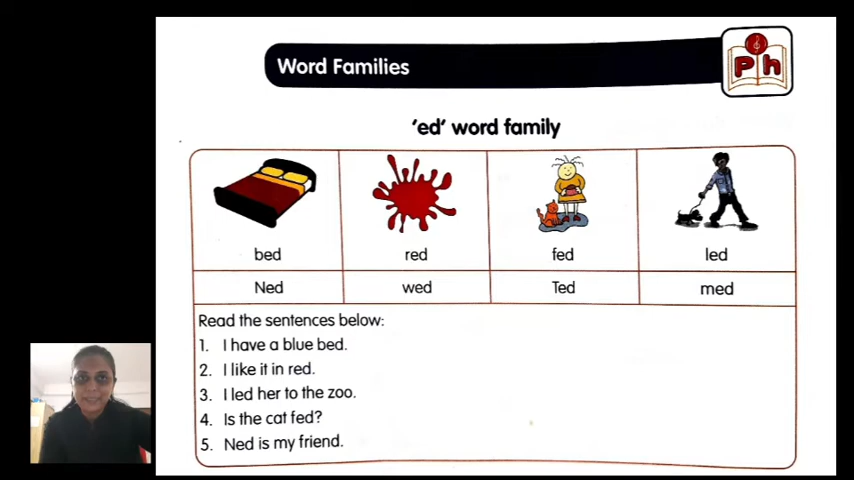 Word Families
Ph
'ed' word family
bed red fed led
Ned wed Ted med
Read the sentences below:
1. I have a blue bed.
2. I like it in red.
3. I led her to the zoo.
4. Is the cat fed?
5. Ned is my friend.